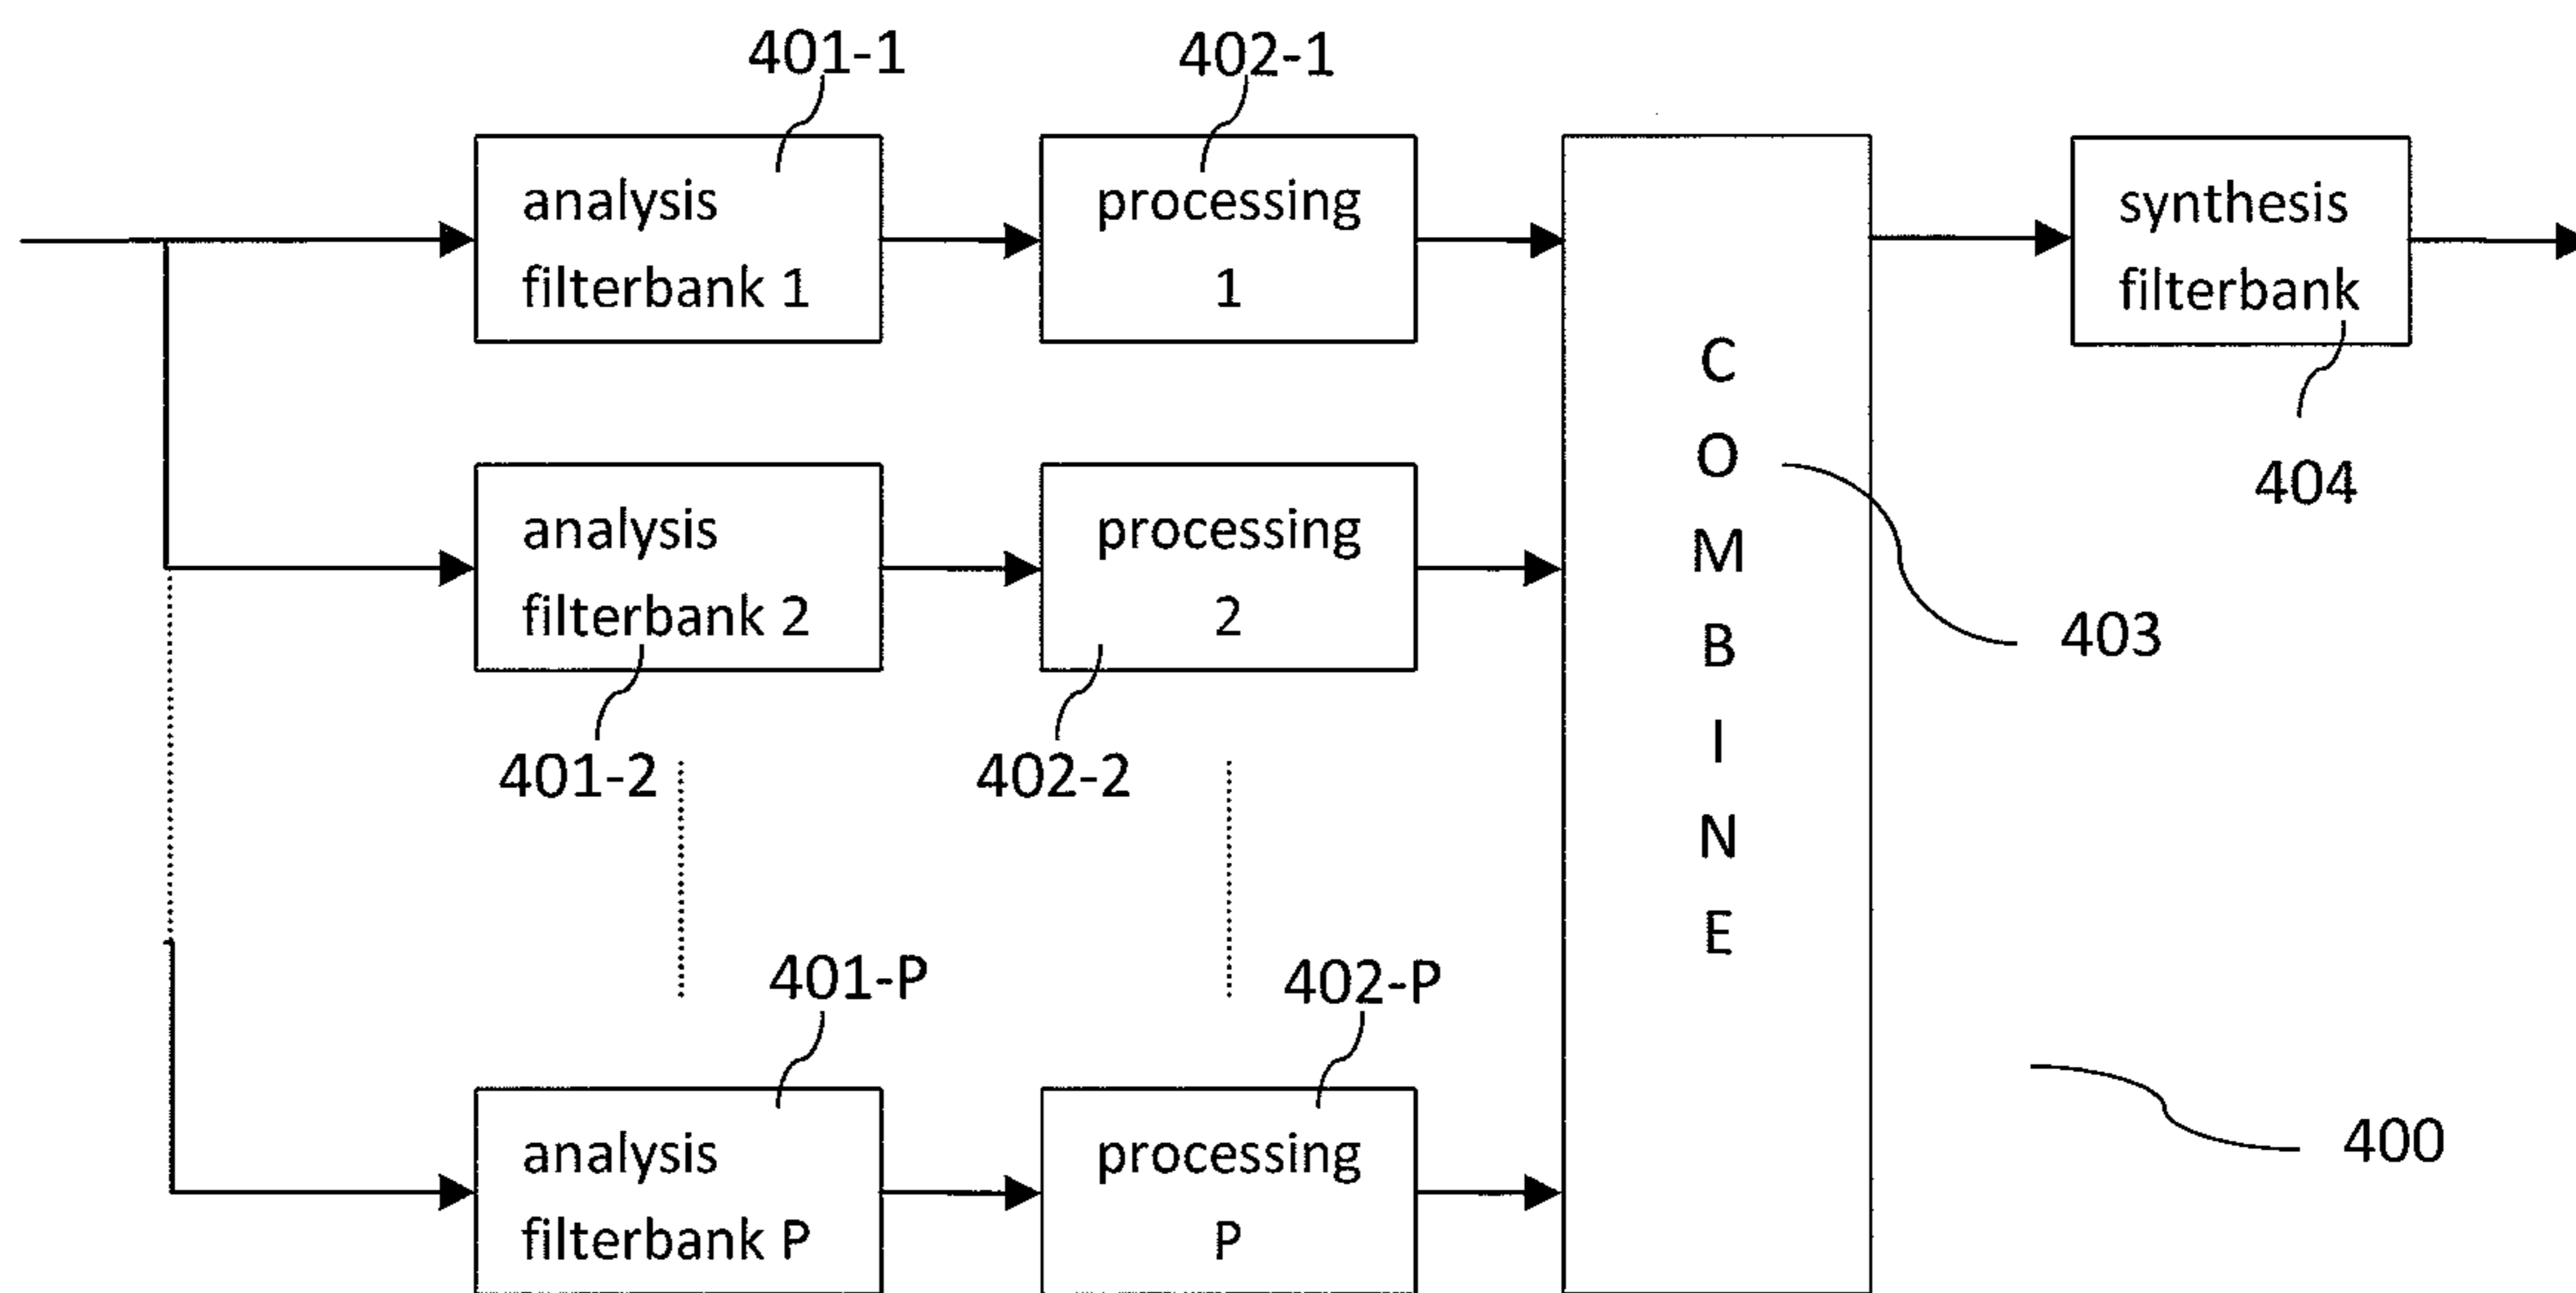 401-1
402-1
analysis
filterbank 1
processing
1
synthesis
filterbank
404
analysis
filterbank 2
processing
2
401-2
402-2
COMBINE
403
401-P
402-P
analysis
filterbank P
processing
P
400